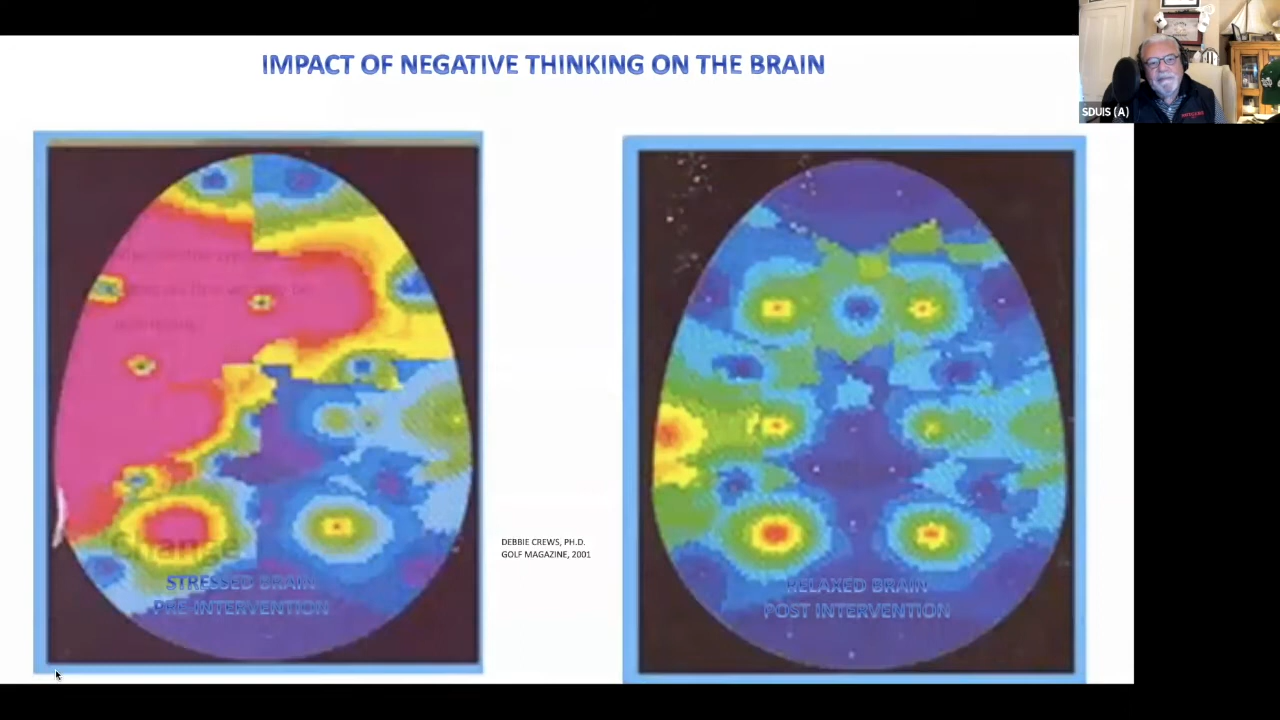 IMPACT OF NEGATIVE THINKING ON THE BRAIN
SDUIS (A)
DEBBIE CREWS, PH.D.
GOLF MAGAZINE, 2001
Change
STRESSED BRAIN
PRE-INTERVENTION
RELAXED BRAIN
POST INTERVENTION